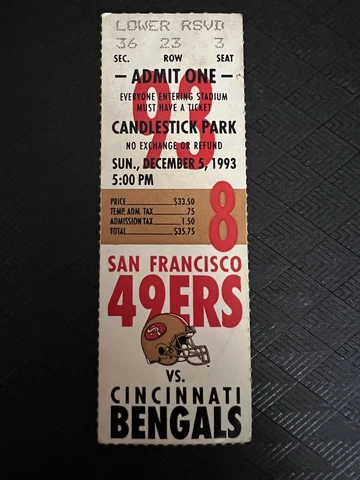 LOWER RSVD
36 23 3
SEC. ROW SEAT
— ADMIT ONE —
EVERYONE ENTERING STADIUM
MUST HAVE A TICKET
93
CANDLESTICK PARK
NO EXCHANGE OR REFUND
SUN., DECEMBER 5, 1993
5:00 PM
PRICE $33.50
TEMP. ADM. TAX .75
ADMISSION TAX 1.50
TOTAL $35.75
8
SAN FRANCISCO
49ERS
VS.
CINCINNATI
BENGALS